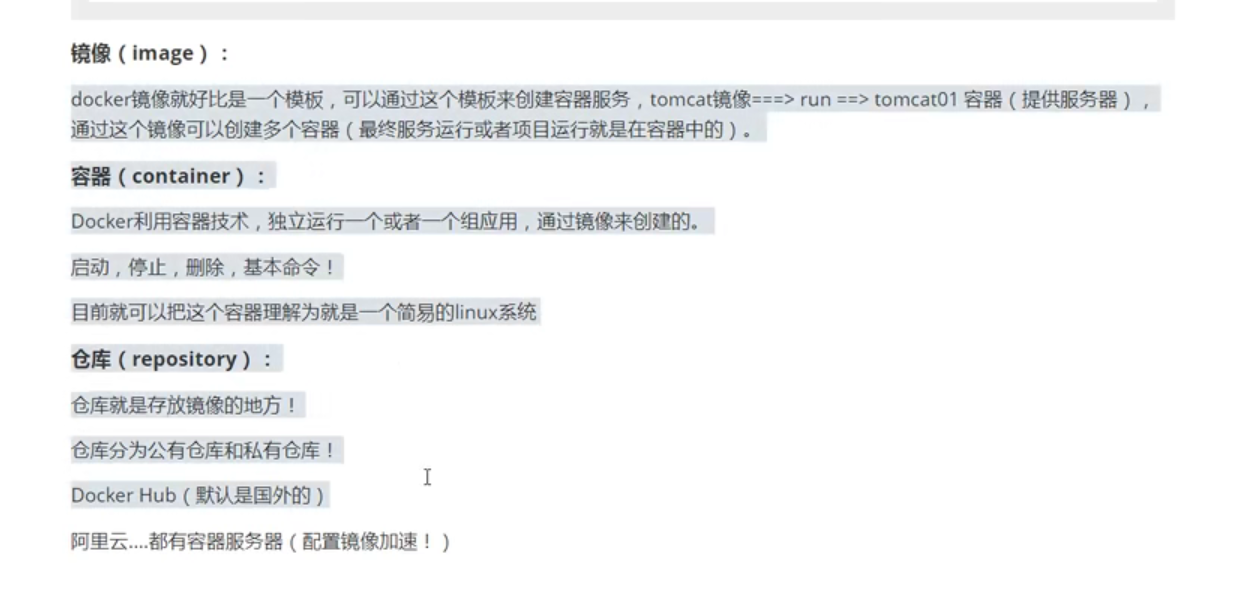 镜像（image）：
docker镜像就好比是一个模板，可以通过这个模板来创建容器服务，tomcat镜像===> run ==> tomcat01 容器（提供服务器），
通过这个镜像可以创建多个容器（最终服务运行或者项目运行就是在容器中的）。
容器（container）：
Docker利用容器技术，独立运行一个或者一个组应用，通过镜像来创建的。
启动，停止，删除，基本命令！
目前就可以把这个容器理解为就是一个简易的linux系统
仓库（repository）：
仓库就是存放镜像的地方！
仓库分为公有仓库和私有仓库！
Docker Hub（默认是国外的）
阿里云....都有容器服务器（配置镜像加速！）